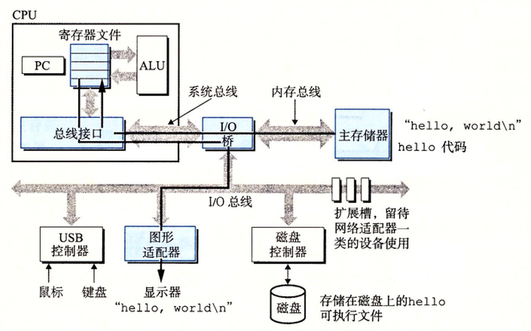 CPU
寄存器文件
PC
ALU
系统总线
内存总线
总线接口
I/O
桥
主存储器
“hello, world\n”
hello 代码
I/O 总线
扩展槽，留待
网络适配器一
类的设备使用
USB
控制器
图形
适配器
磁盘
控制器
鼠标
键盘
显示器
“hello, world\n”
磁盘
存储在磁盘上的hello
可执行文件